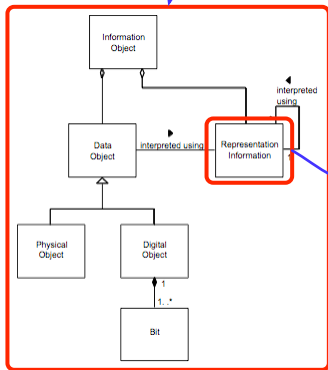 Information
Object
interpreted
using
Data
Object
interpreted using
Representation
Information
Physical
Object
Digital
Object
1
1..*
Bit